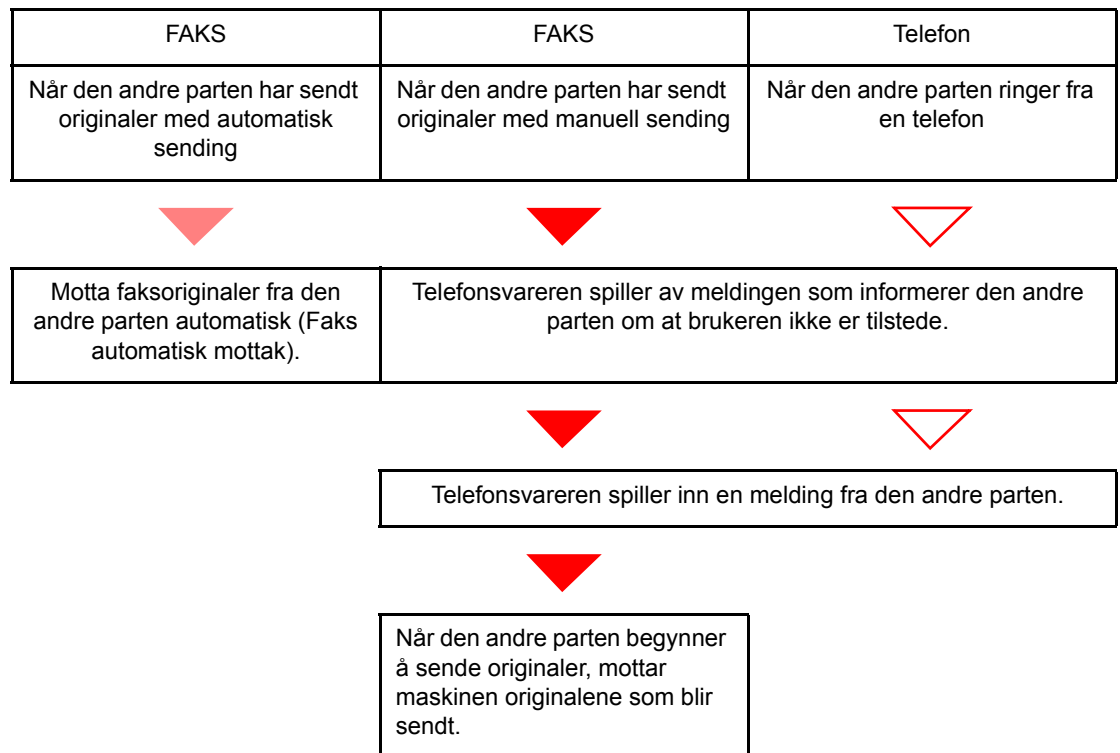 FAKS
FAKS
Telefon
Når den andre parten har sendt
originaler med automatisk
sending
Når den andre parten har sendt
originaler med manuell sending
Når den andre parten ringer fra
en telefon
Motta faksoriginaler fra den
andre parten automatisk (Faks
automatisk mottak).
Telefonsvareren spiller av meldingen som informerer den andre
parten om at brukeren ikke er tilstede.
Telefonsvareren spiller inn en melding fra den andre parten.
Når den andre parten begynner
å sende originaler, mottar
maskinen originalene som blir
sendt.